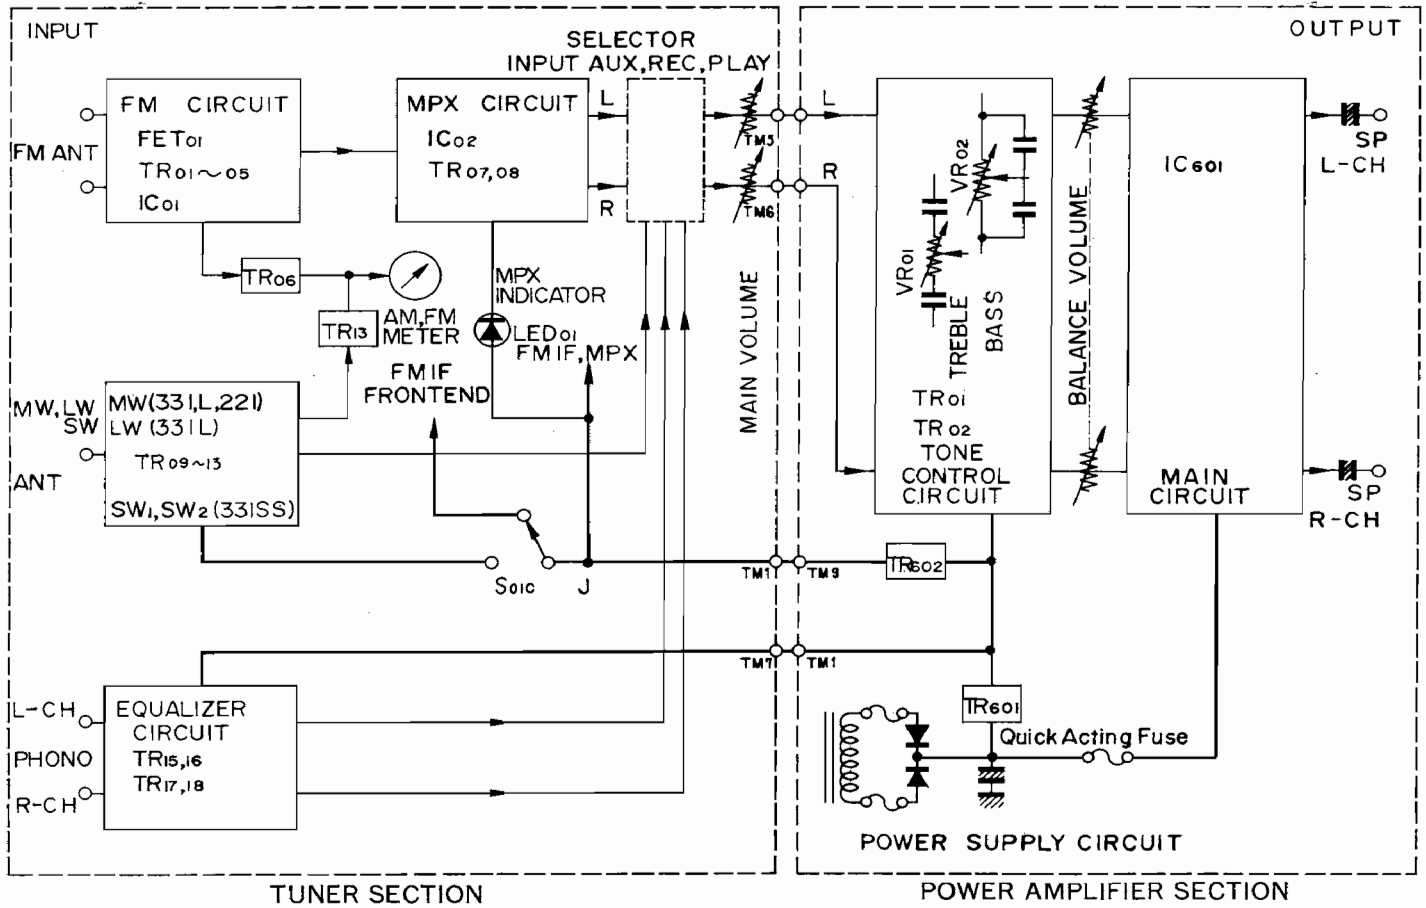 INPUT
OUTPUT
SELECTOR
INPUT AUX,REC,PLAY
FM CIRCUIT
FET01
TR01~05
IC01
FM ANT
MPX CIRCUIT
IC02
TR07,08
L
R
TM5
TM6
L
R
MAIN VOLUME
TR06
TR13
AM,FM
METER
MPX
INDICATOR
LED01
FM IF, MPX
FM IF
FRONTEND
MW,LW
SW
ANT
MW(331,L,221)
LW(331L)
TR09~13
SW1,SW2(331SS)
S01C
J
TM1
TM9
TM7
TM1
L-CH
PHONO
R-CH
EQUALIZER
CIRCUIT
TR15,16
TR17,18
TUNER SECTION
VR02
VR01
TREBLE
BASS
TR01
TR02
TONE
CONTROL
CIRCUIT
BALANCE VOLUME
IC601
MAIN
CIRCUIT
SP
L-CH
SP
R-CH
TR602
TR601
Quick Acting Fuse
POWER SUPPLY CIRCUIT
POWER AMPLIFIER SECTION